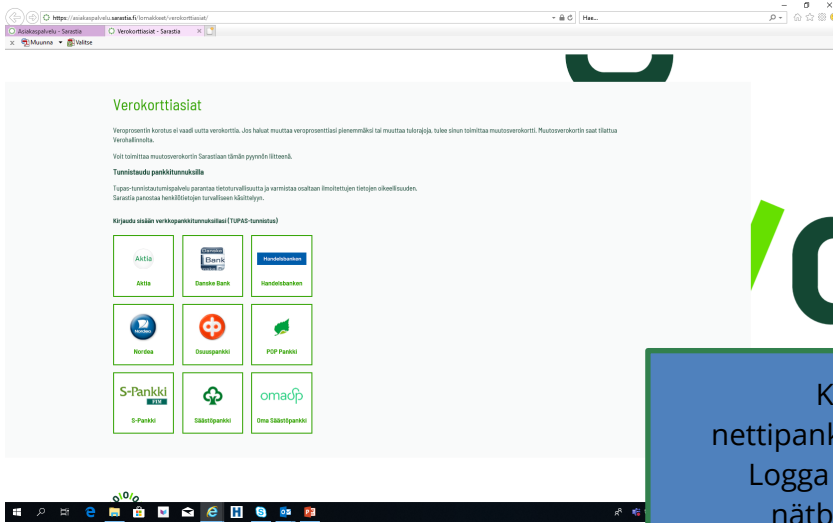 https://asiakaspalvelu.sarastia.fi/lomakkeet/verokorttiasiat/
Hae...
Asiakaspalvelu - Sarastia
Verokorttiasiat - Sarastia
x Muunna Valitse
Verokorttiasiat
Veroprosentin korotus ei vaadi uutta verokorttia. Jos haluat muuttaa veroprosenttiasi pienemmäksi tai muuttaa tulorajoja, tulee sinun toimittaa muutosverokortti. Muutosverokortin saat tilattua
Verohallinnolta.
Voit toimittaa muutosverokortin Sarastiaan tämän pyynnön liitteenä.
Tunnistaudu pankkitunnuksilla
Tupas-tunnistautumispalvelu parantaa tietoturvallisuutta ja varmistaa osaltaan ilmoitettujen tietojen oikeellisuuden.
Sarastia panostaa henkilötietojen turvalliseen käsittelyyn.
Kirjaudu sisään verkkopankkitunnuksillasi (TUPAS-tunnistus)
Aktia
Danske Bank
Handelsbanken
Aktia
Danske Bank
Handelsbanken
Nordea
Nordea
Osuuspankki
POP Pankki
S-Pankki
FIM
omasp
S-Pankki
Säästöpankki
Oma Säästöpankki
K
nettipank
Logga
nätb